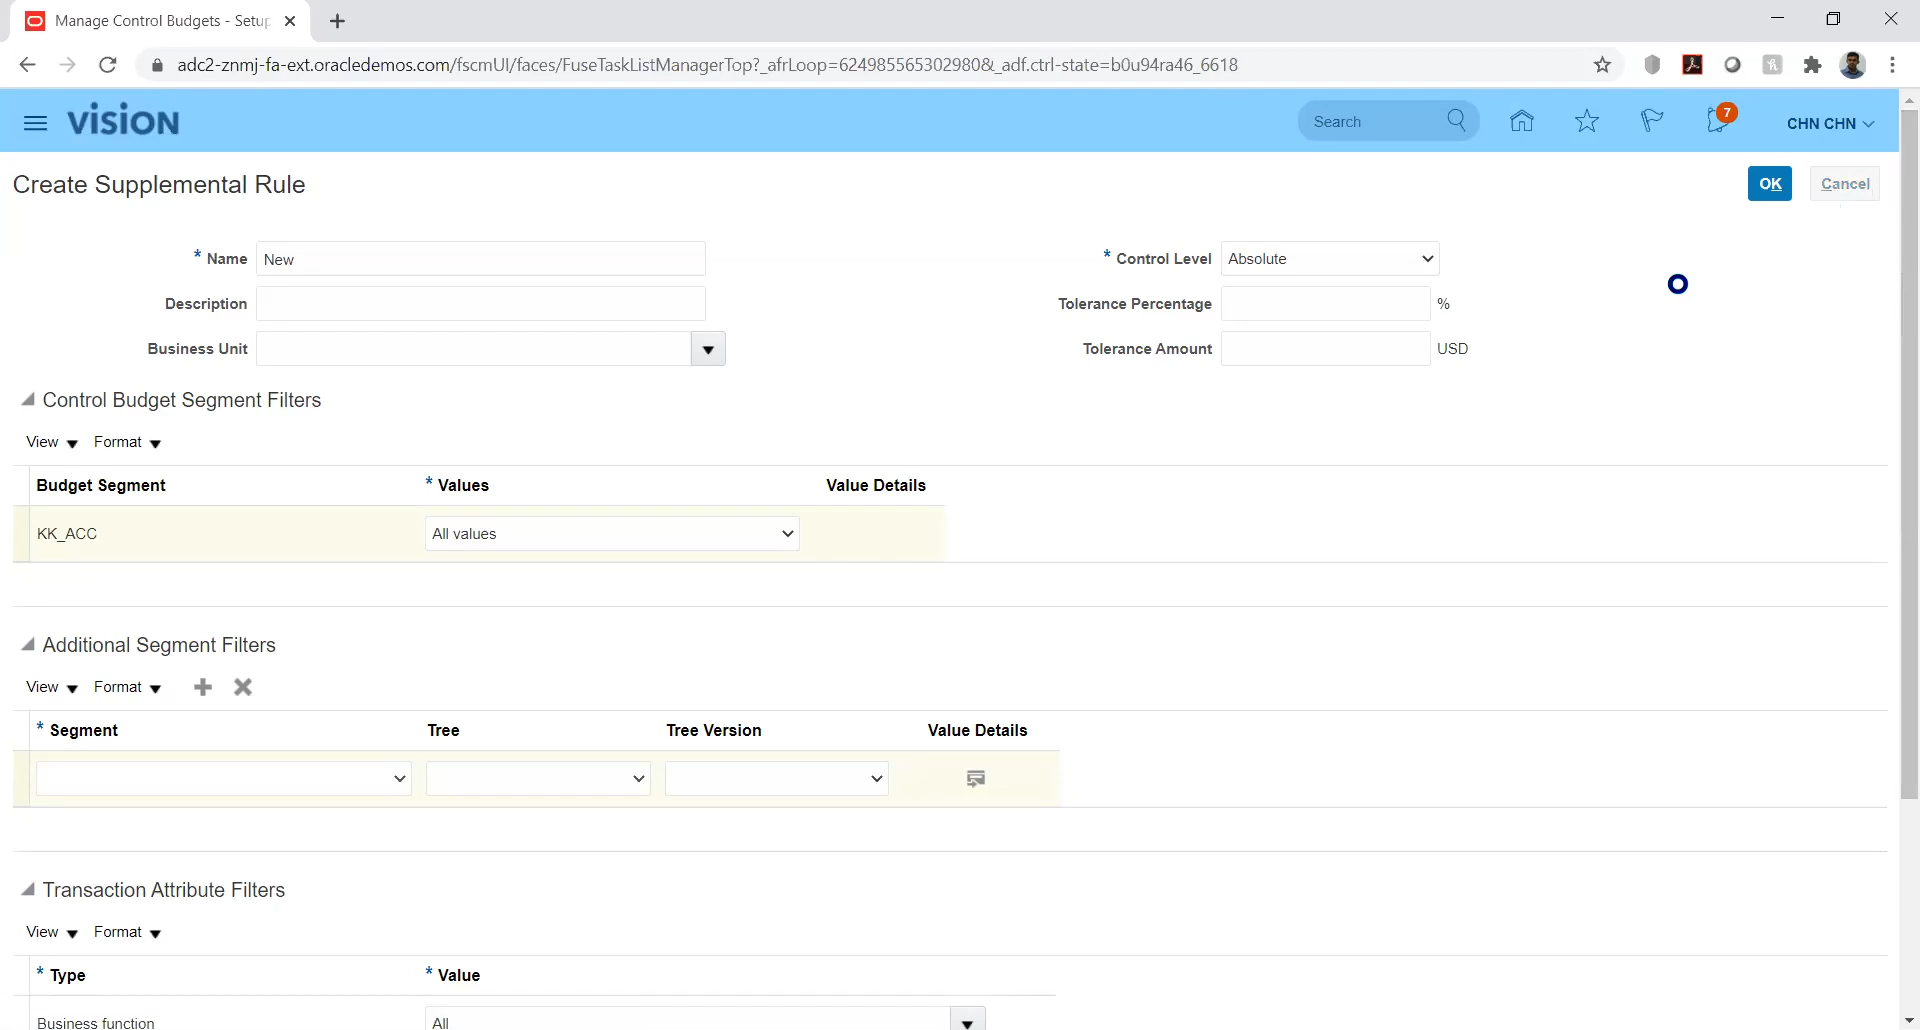 Manage Control Budgets - Setup
adc2-znmj-fa-ext.oracledemos.com/fscmUI/faces/FuseTaskListManagerTop?_afrLoop=6249855653029808&_adf.ctrl-state=b0u94ra46_6618
VISION
Search
7
CHN CHN
Create Supplemental Rule
OK
Cancel
* Name New
* Control Level Absolute
Description
Tolerance Percentage %
Business Unit
Tolerance Amount USD
Control Budget Segment Filters
View Format
Budget Segment * Values Value Details
KK_ACC All values
Additional Segment Filters
View Format
* Segment Tree Tree Version Value Details
Transaction Attribute Filters
View Format
* Type * Value
Business function All